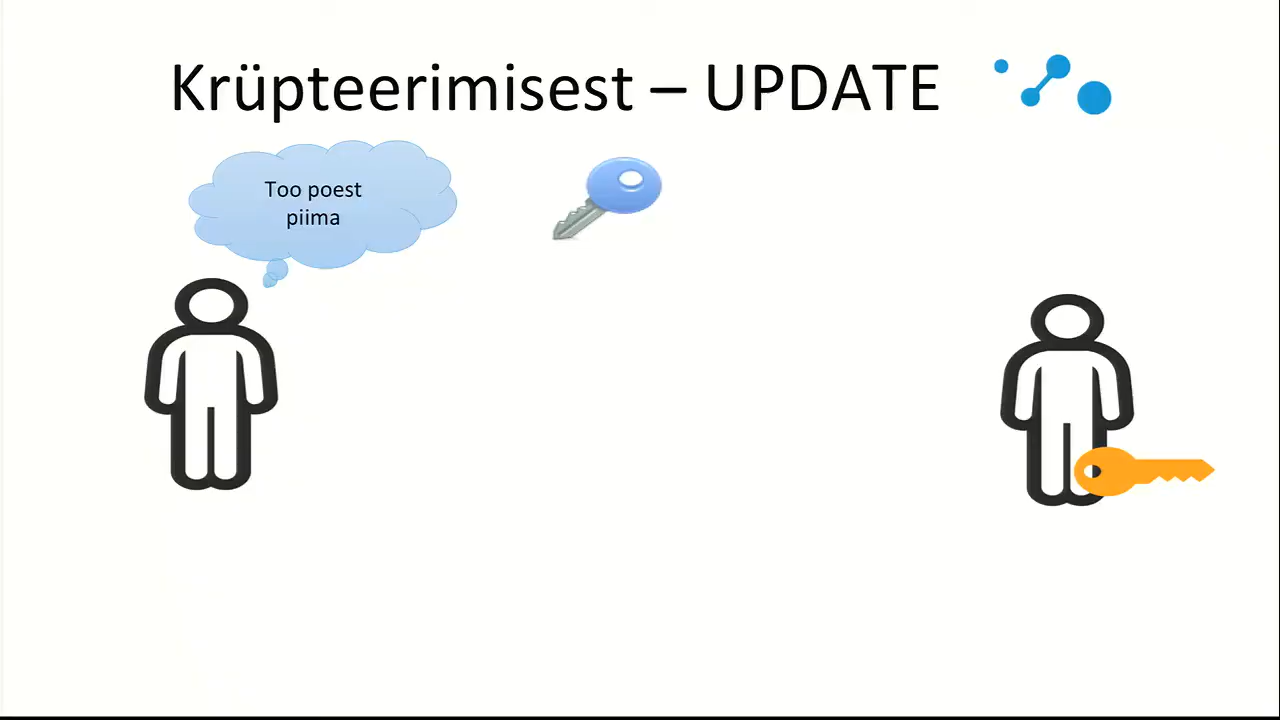 Krüpteerimisest – UPDATE
Too poest
piima